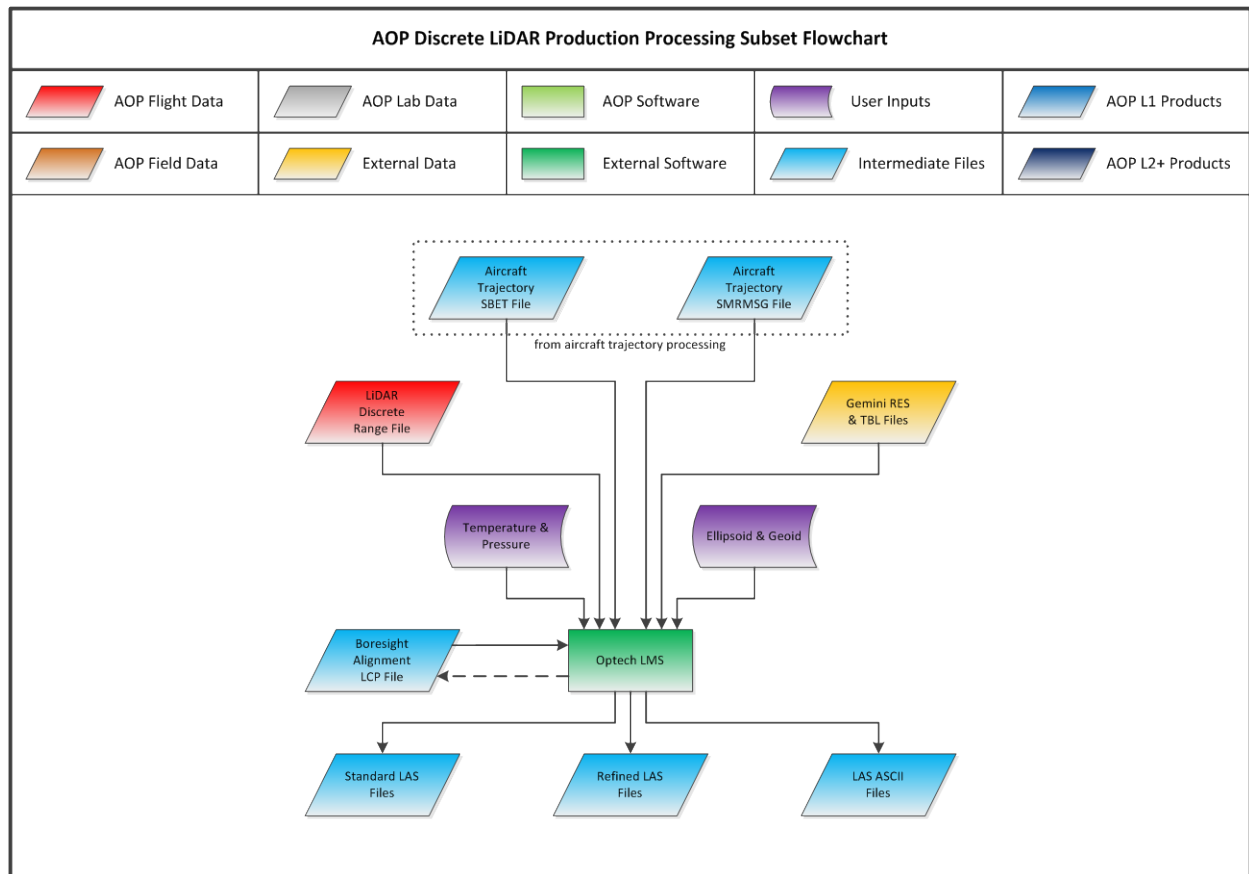 AOP Discrete LiDAR Production Processing Subset Flowchart
AOP Flight Data
AOP Lab Data
AOP Software
User Inputs
AOP L1 Products
AOP Field Data
External Data
External Software
Intermediate Files
AOP L2+ Products
Aircraft
Trajectory
SBET File
Aircraft
Trajectory
SMRMSG File
from aircraft trajectory processing
LiDAR
Discrete
Range File
Gemini RES
& TBL Files
Temperature &
Pressure
Ellipsoid & Geoid
Boresight
Alignment
LCP File
Optech LMS
Standard LAS
Files
Refined LAS
Files
LAS ASCII
Files